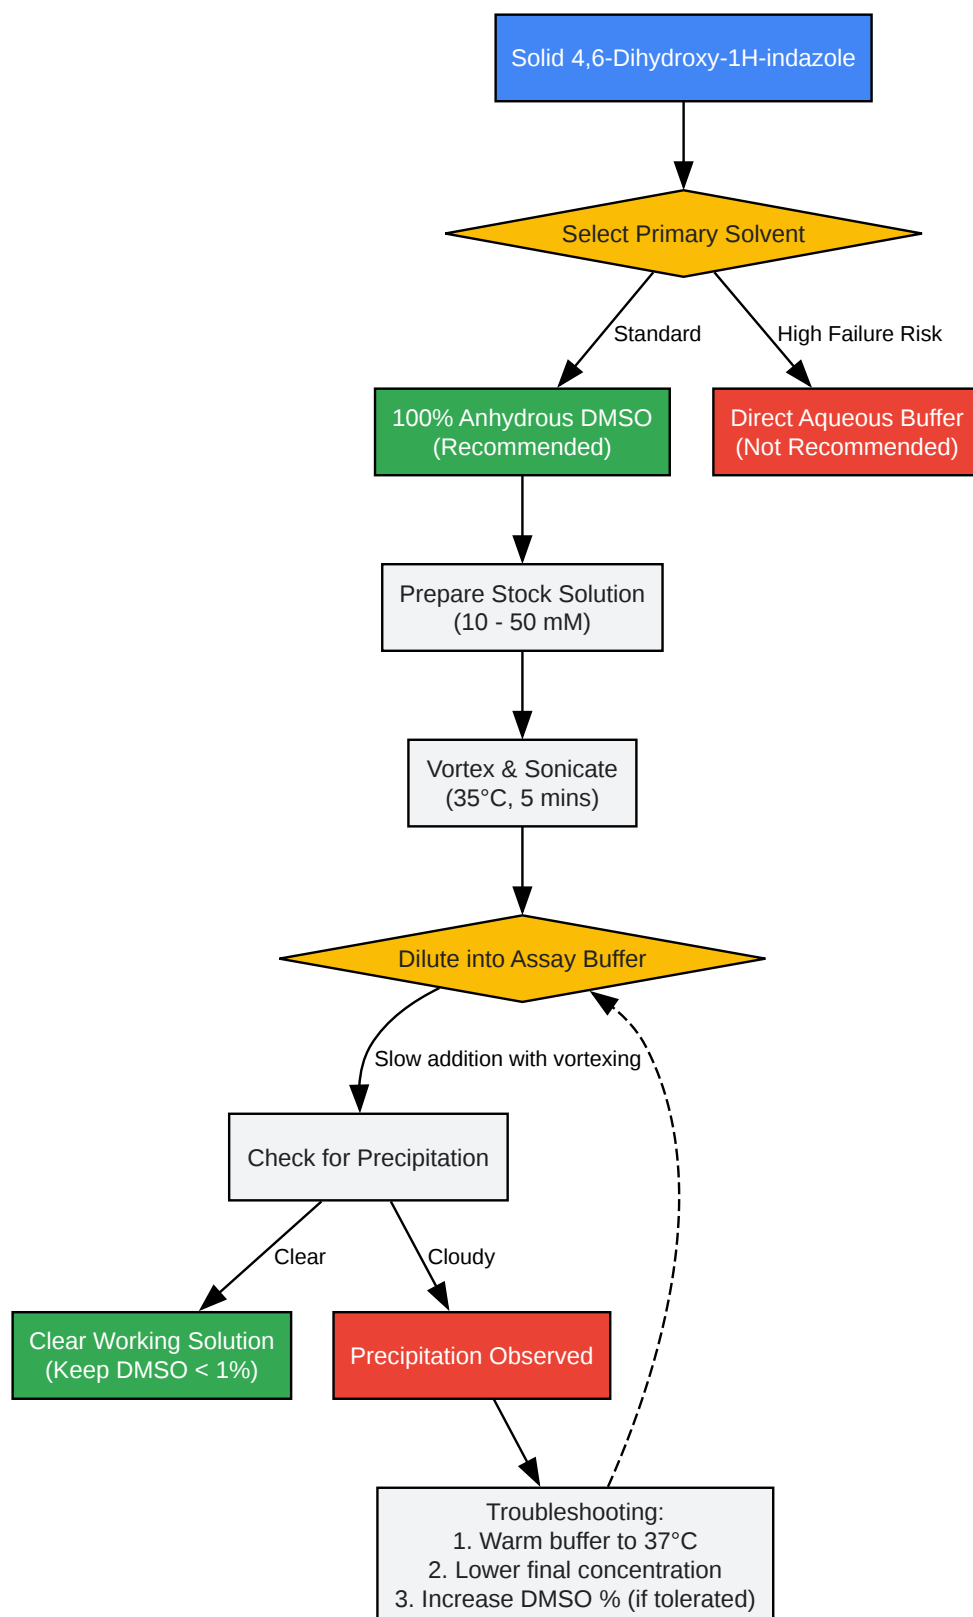 Solid 4,6-Dihydroxy-1H-indazole
Select Primary Solvent
Standard
High Failure Risk
100% Anhydrous DMSO
(Recommended)
Direct Aqueous Buffer
(Not Recommended)
Prepare Stock Solution
(10 - 50 mM)
Vortex & Sonicate
(35°C, 5 mins)
Dilute into Assay Buffer
Slow addition with vortexing
Check for Precipitation
Clear
Cloudy
Clear Working Solution
(Keep DMSO < 1%)
Precipitation Observed
Troubleshooting:
1. Warm buffer to 37°C
2. Lower final concentration
3. Increase DMSO % (if tolerated)